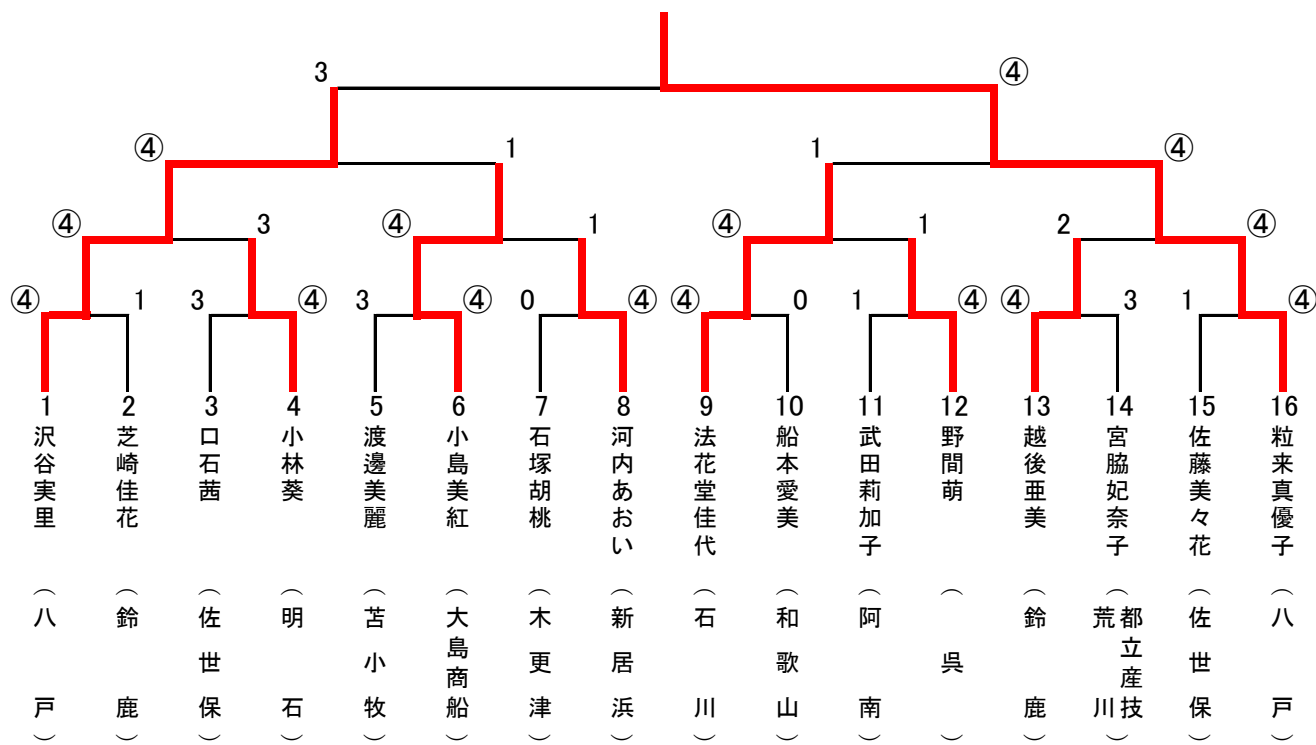 3 ④
④ 1 1 ④
④ 3 ④ 1 ④ 1 2 ④
④ 1 3 ④ 3 ④ 0 ④ ④ 0 1 ④ ④ 3 1 ④
1 2 3 4 5 6 7 8 9 10 11 12 13 14 15 16
沢谷実里
（八戸）
芝崎佳花
（鈴鹿）
口石茜
（佐世保）
小林葵
（明石）
渡邊美麗
（苫小牧）
小島美紅
（大島商船）
石塚胡桃
（木更津）
河内あおい
（新居浜）
法花堂佳代
（石川）
船本愛美
（和歌山）
武田莉加子
（阿南）
野間萌
（呉）
越後亜美
（鈴鹿）
宮脇妃奈子
（都立産技
荒川）
佐藤美々花
（佐世保）
粒来真優子
（八戸）